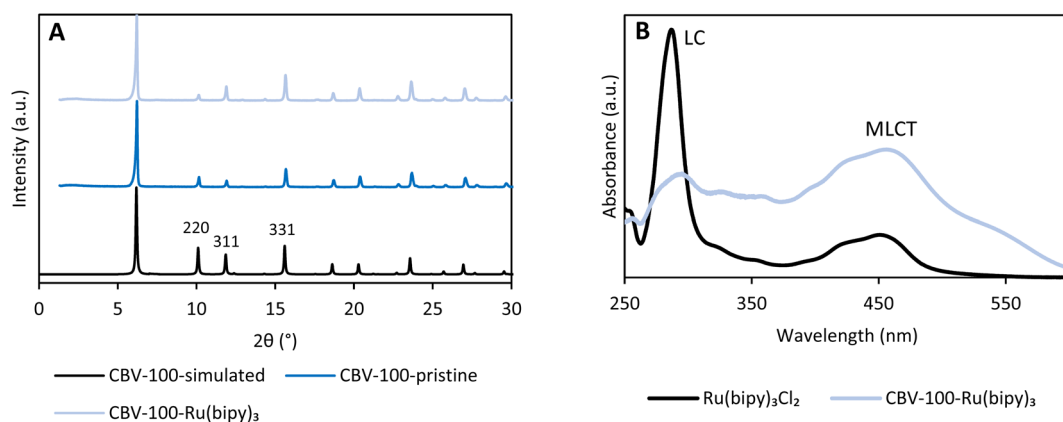 A
Intensity (a.u.)
220
311
331
0 5 10 15 20 25 30
2θ (°)
CBV-100-simulated CBV-100-pristine
CBV-100-Ru(bipy)₃
B
LC
MLCT
Absorbance (a.u.)
250 350 450 550
Wavelength (nm)
Ru(bipy)₃Cl₂ CBV-100-Ru(bipy)₃